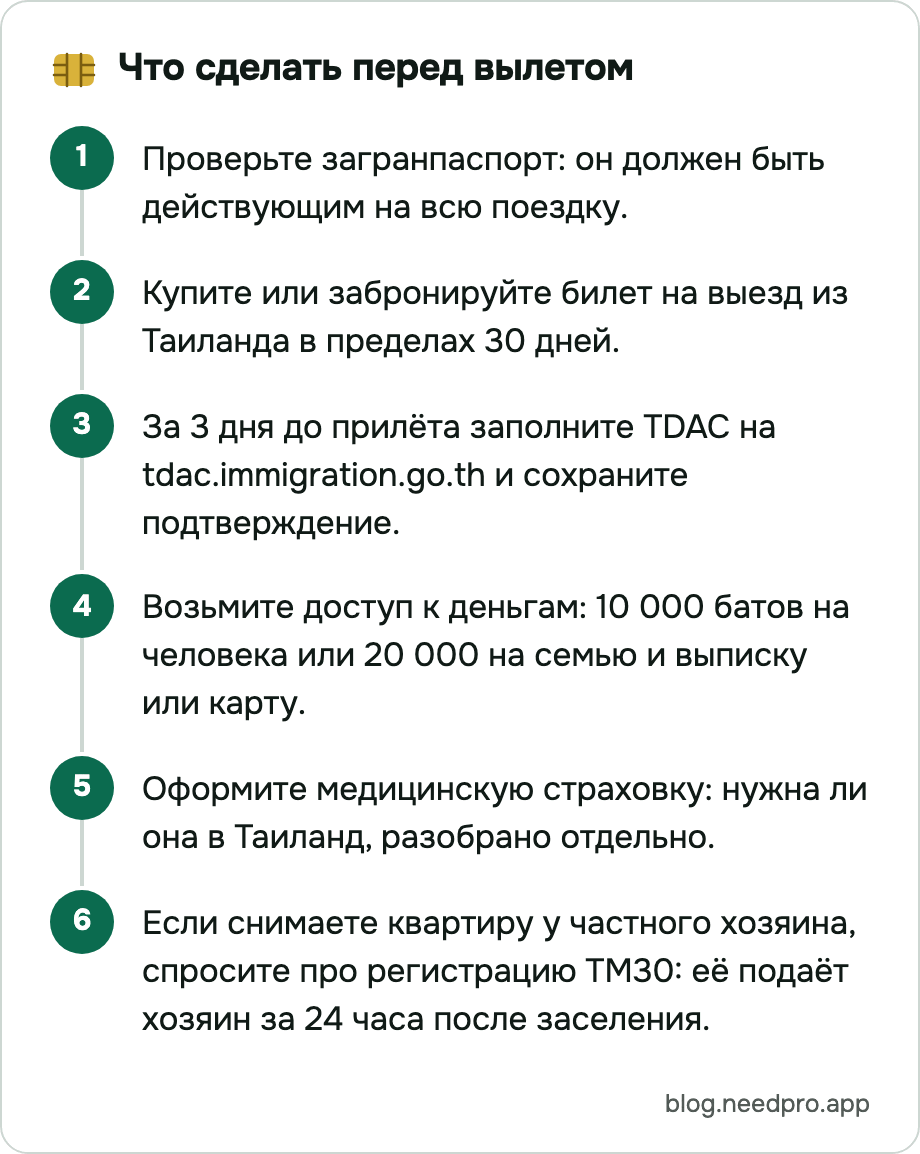 Что сделать перед вылетом
1
Проверьте загранпаспорт: он должен быть
действующим на всю поездку.
2
Купите или забронируйте билет на выезд из
Таиланда в пределах 30 дней.
3
За 3 дня до прилёта заполните TDAC на
tdac.immigration.go.th и сохраните
подтверждение.
4
Возьмите доступ к деньгам: 10 000 батов на
человека или 20 000 на семью и выписку
или карту.
5
Оформите медицинскую страховку: нужна ли
она в Таиланд, разобрано отдельно.
6
Если снимаете квартиру у частного хозяина,
спросите про регистрацию TM30: её подаёт
хозяин за 24 часа после заселения.
blog.needpro.app